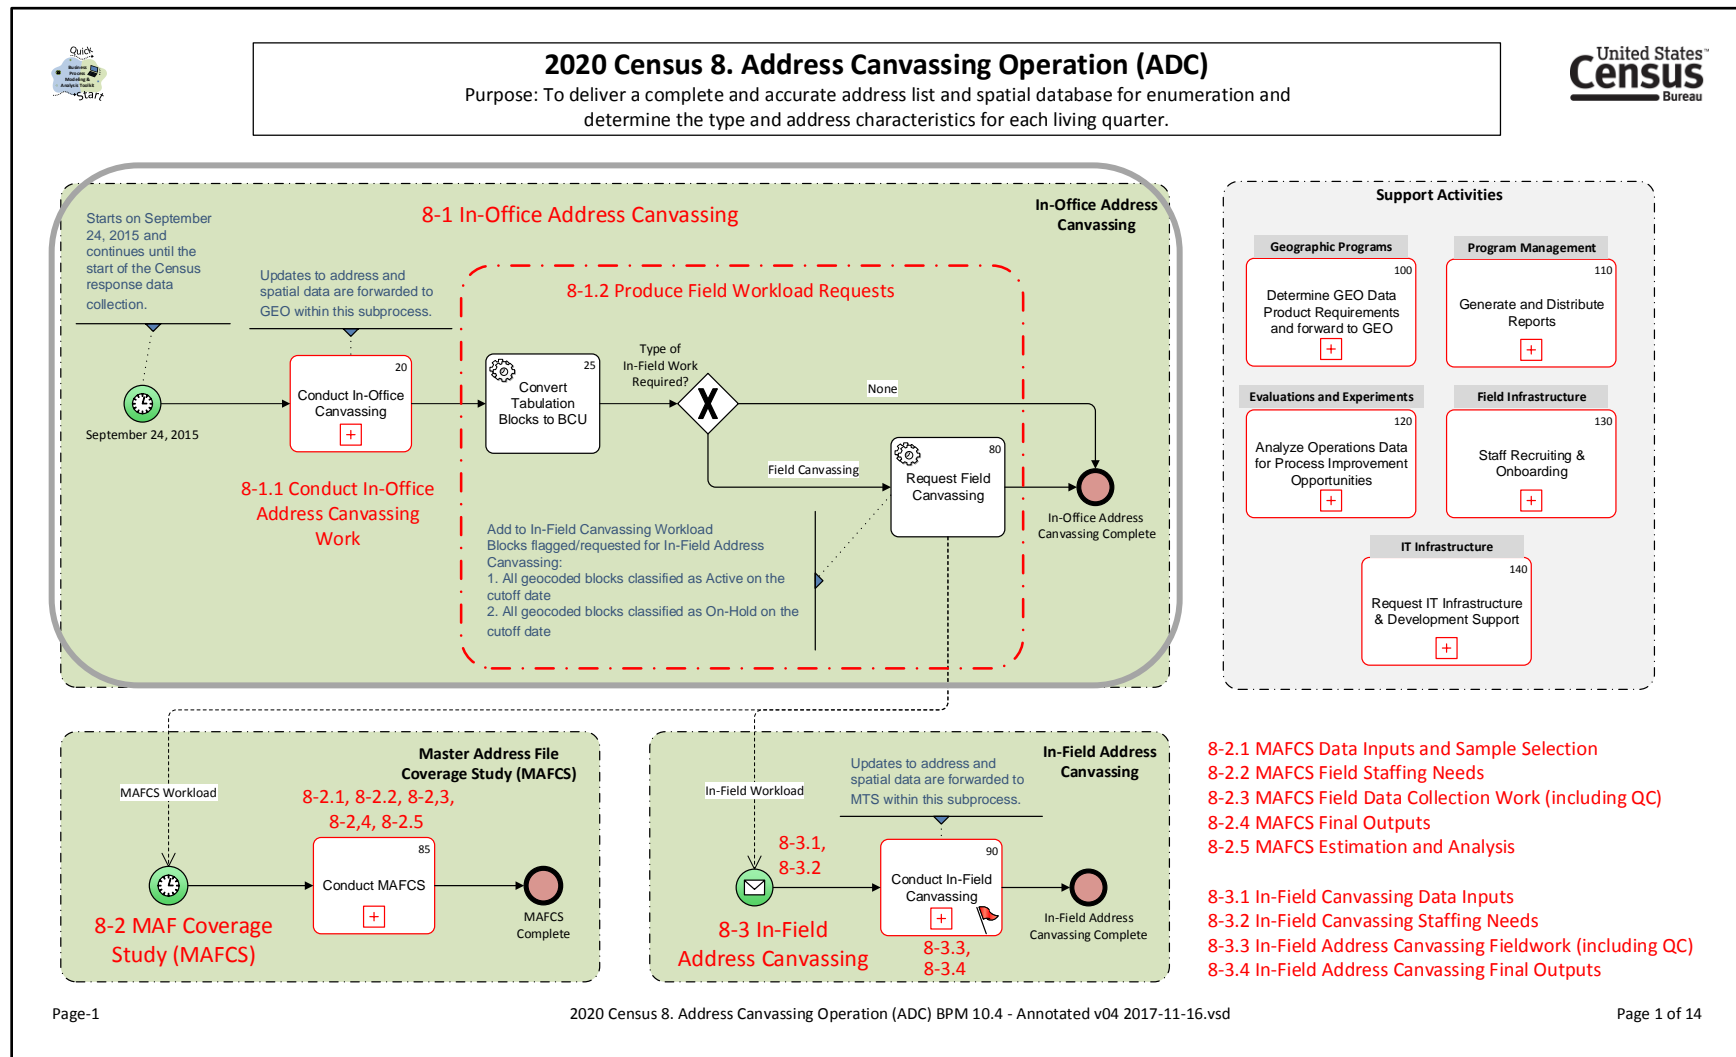 Quick
Business
Process
Modeling &
Analysis Toolkit
Start
2020 Census 8. Address Canvassing Operation (ADC)
Purpose: To deliver a complete and accurate address list and spatial database for enumeration and
determine the type and address characteristics for each living quarter.
United States™
Census
Bureau
8-1 In-Office Address Canvassing
In-Office Address
Canvassing
Starts on September
24, 2015 and
continues until the
start of the Census
response data
collection.
Updates to address and
spatial data are forwarded to
GEO within this subprocess.
8-1.2 Produce Field Workload Requests
September 24, 2015
20
Conduct In-Office
Canvassing
25
Convert
Tabulation
Blocks to BCU
Type of
In-Field Work
Required?
X
None
Field Canvassing
80
Request Field
Canvassing
In-Office Address
Canvassing Complete
8-1.1 Conduct In-Office
Address Canvassing
Work
Add to In-Field Canvassing Workload
Blocks flagged/requested for In-Field Address
Canvassing:
1. All geocoded blocks classified as Active on the
cutoff date
2. All geocoded blocks classified as On-Hold on the
cutoff date
Support Activities
Geographic Programs
100
Determine GEO Data
Product Requirements
and forward to GEO
Program Management
110
Generate and Distribute
Reports
Evaluations and Experiments
120
Analyze Operations Data
for Process Improvement
Opportunities
Field Infrastructure
130
Staff Recruiting &
Onboarding
IT Infrastructure
140
Request IT Infrastructure
& Development Support
Master Address File
Coverage Study (MAFCS)
MAFCS Workload
8-2.1, 8-2.2, 8-2,3,
8-2,4, 8-2.5
85
Conduct MAFCS
MAFCS
Complete
8-2 MAF Coverage
Study (MAFCS)
In-Field Address
Canvassing
Updates to address and
spatial data are forwarded to
MTS within this subprocess.
In-Field Workload
8-3.1,
8-3.2
90
Conduct In-Field
Canvassing
In-Field Address
Canvassing Complete
8-3 In-Field
Address Canvassing
8-3.3,
8-3.4
8-2.1 MAFCS Data Inputs and Sample Selection
8-2.2 MAFCS Field Staffing Needs
8-2.3 MAFCS Field Data Collection Work (including QC)
8-2.4 MAFCS Final Outputs
8-2.5 MAFCS Estimation and Analysis
8-3.1 In-Field Canvassing Data Inputs
8-3.2 In-Field Canvassing Staffing Needs
8-3.3 In-Field Address Canvassing Fieldwork (including QC)
8-3.4 In-Field Address Canvassing Final Outputs
Page-1
2020 Census 8. Address Canvassing Operation (ADC) BPM 10.4 - Annotated v04 2017-11-16.vsd
Page 1 of 14